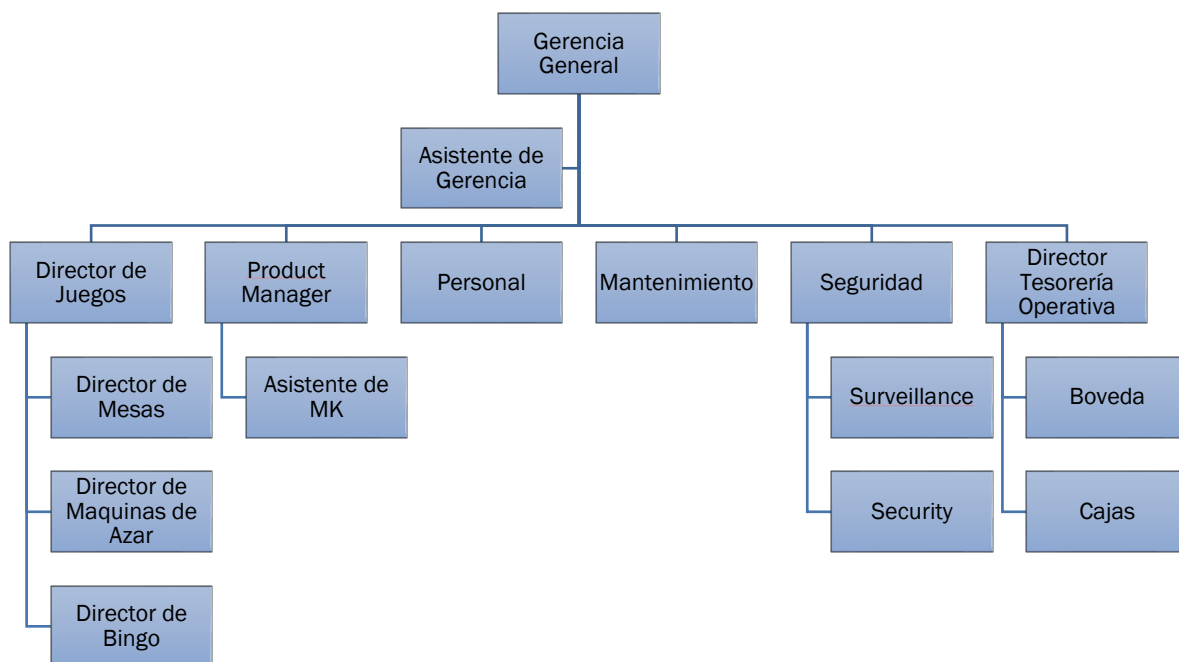 Gerencia
General
Asistente de
Gerencia
Director de
Juegos
Product
Manager
Personal
Mantenimiento
Seguridad
Director
Tesorería
Operativa
Director de
Mesas
Asistente de
MK
Surveillance
Boveda
Director de
Maquinas de
Azar
Security
Cajas
Director de
Bingo